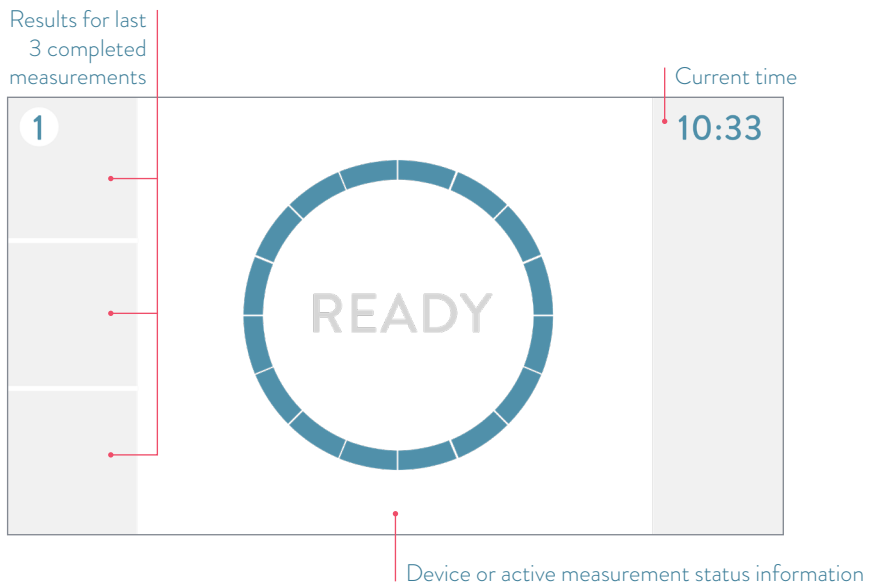 Results for last
3 completed
measurements
Current time
1
10:33
READY
Device or active measurement status information